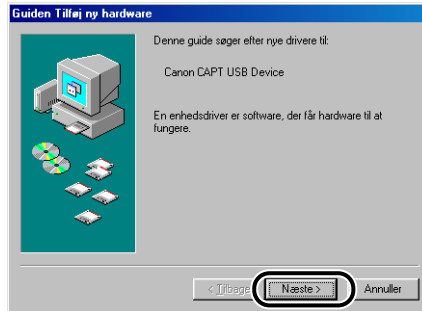 Guiden Tilføj ny hardware
Denne guide søger efter nye drivere til:
Canon CAPT USB Device
En enhedsdriver er software, der får hardware til at
fungere.
< Tilbage Næste > Annuller